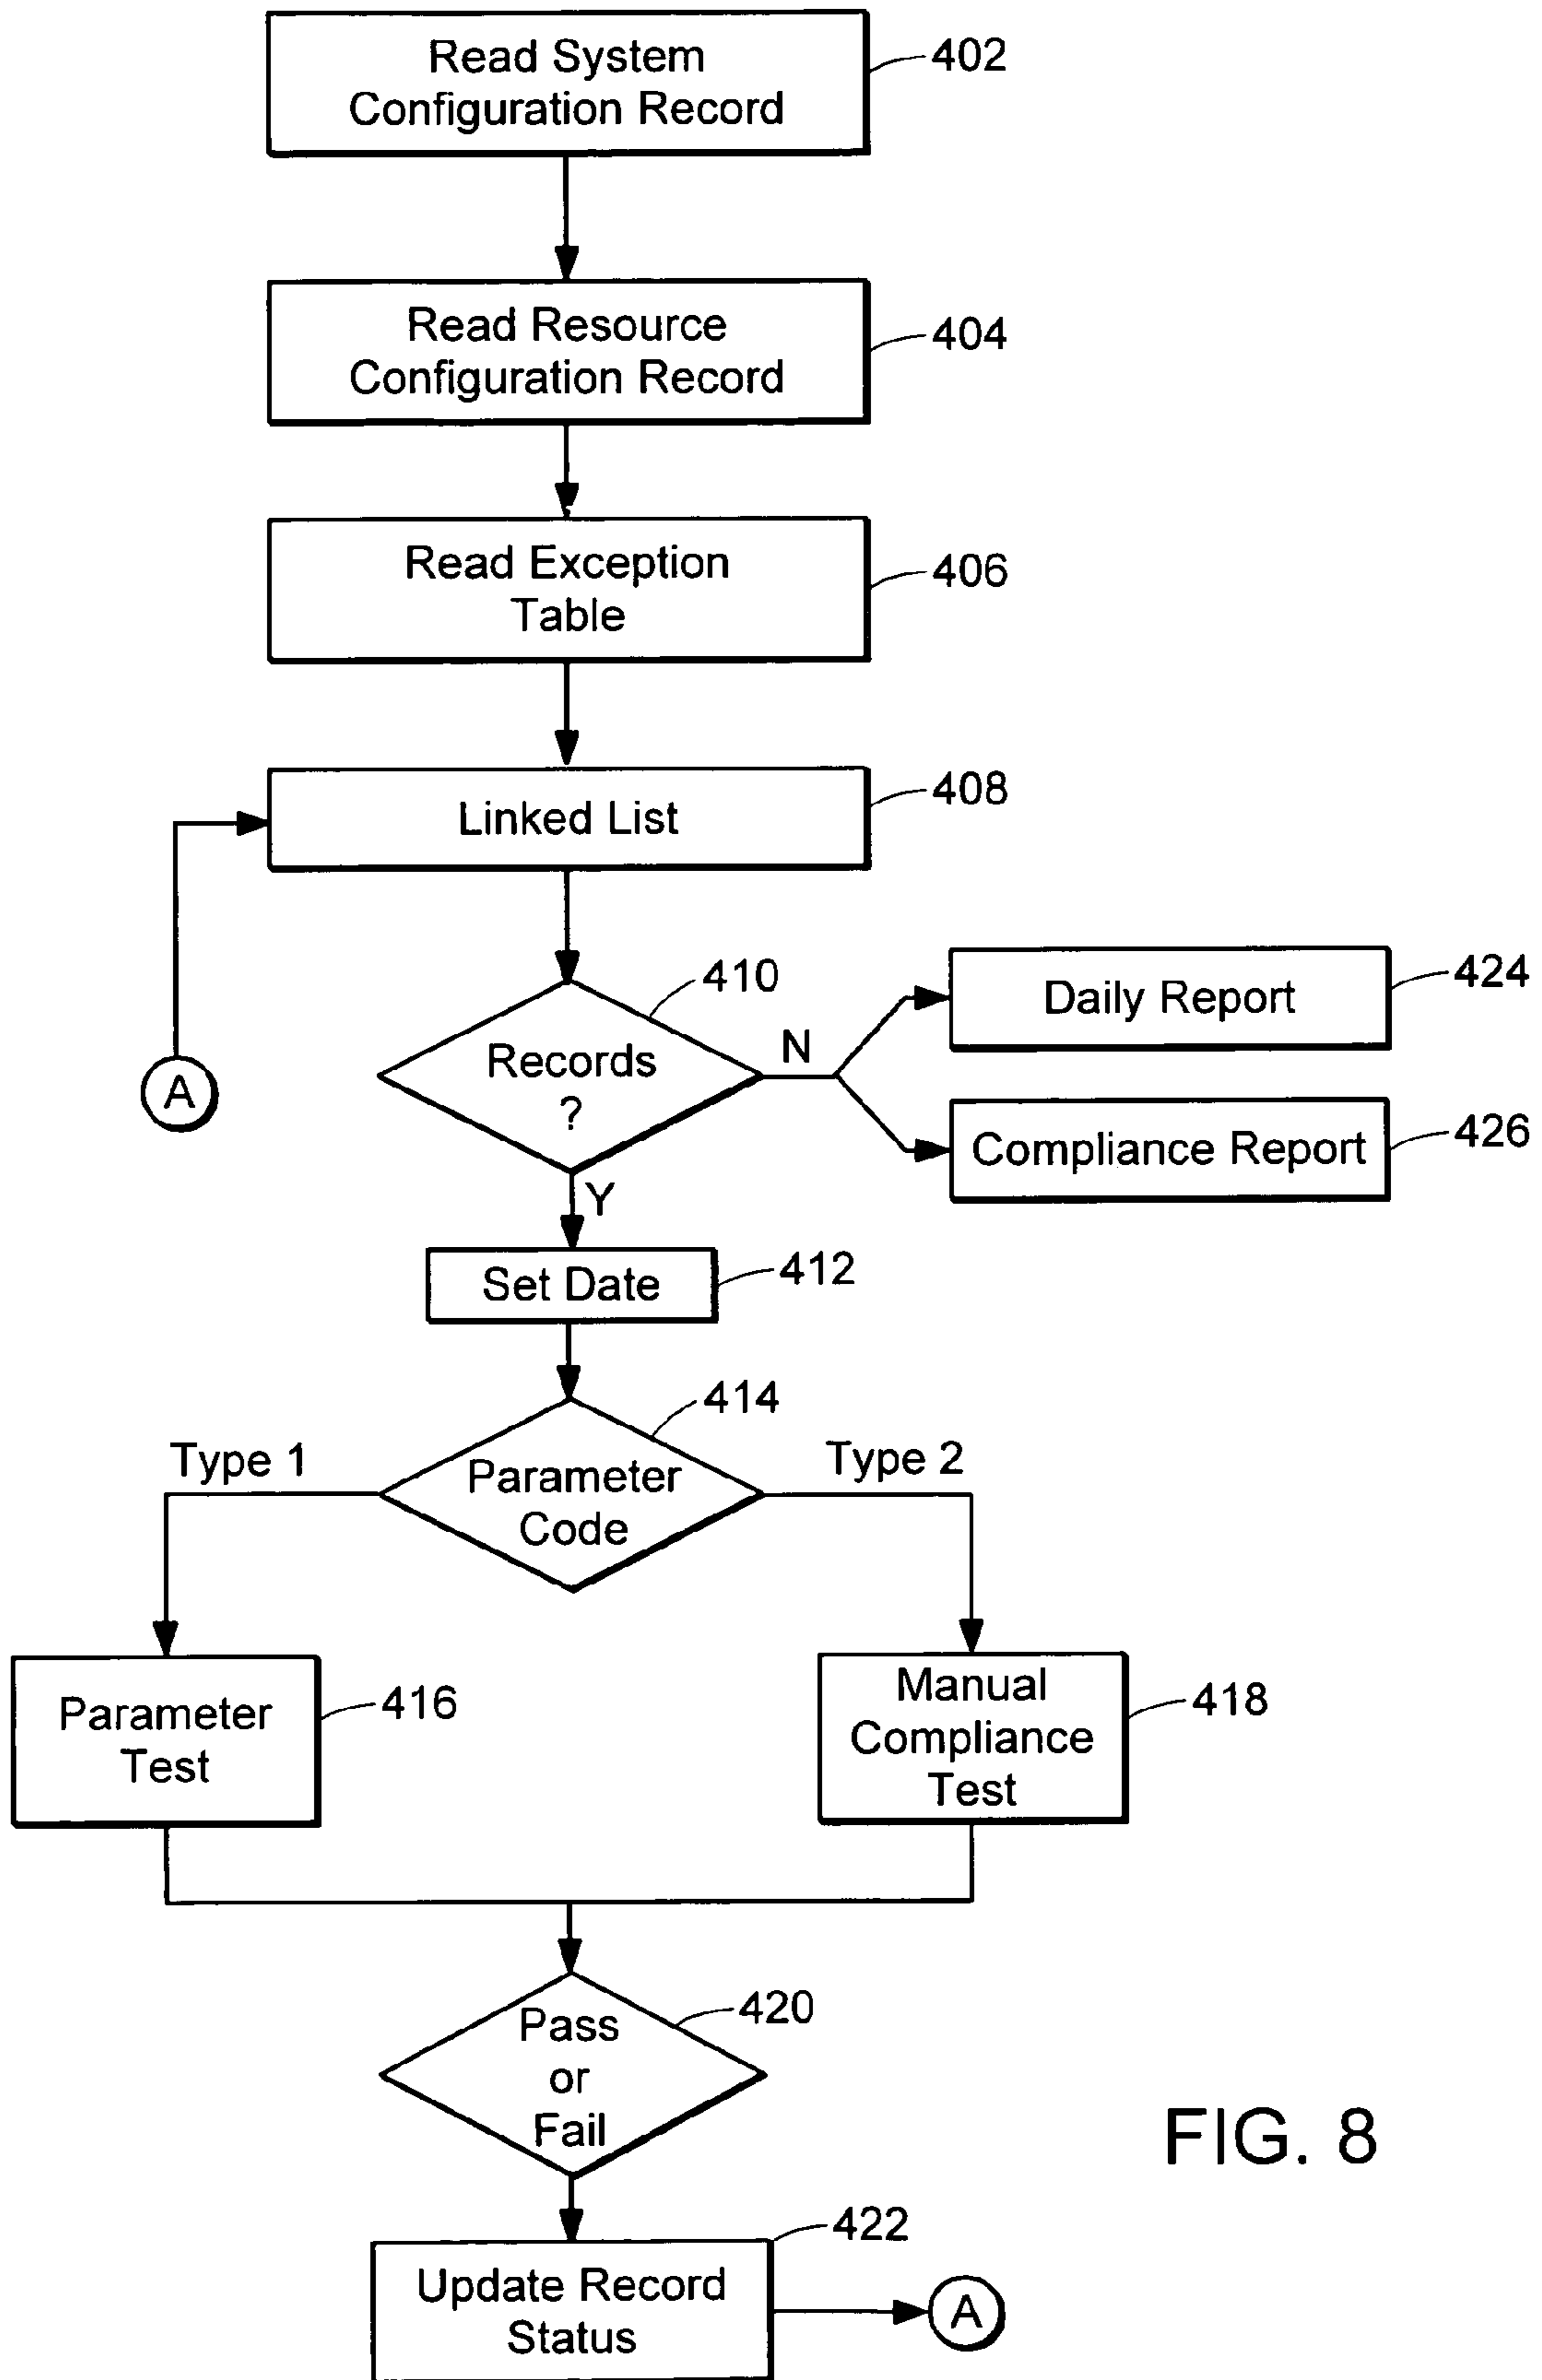 Read System
Configuration Record
402
Read Resource
Configuration Record
404
Read Exception
Table
406
Linked List
408
410
Records
?
N
Daily Report
424
Compliance Report
426
A
Y
Set Date
412
414
Type 1
Parameter
Code
Type 2
Parameter
Test
416
Manual
Compliance
Test
418
Pass
or
Fail
420
FIG. 8
422
Update Record
Status
A